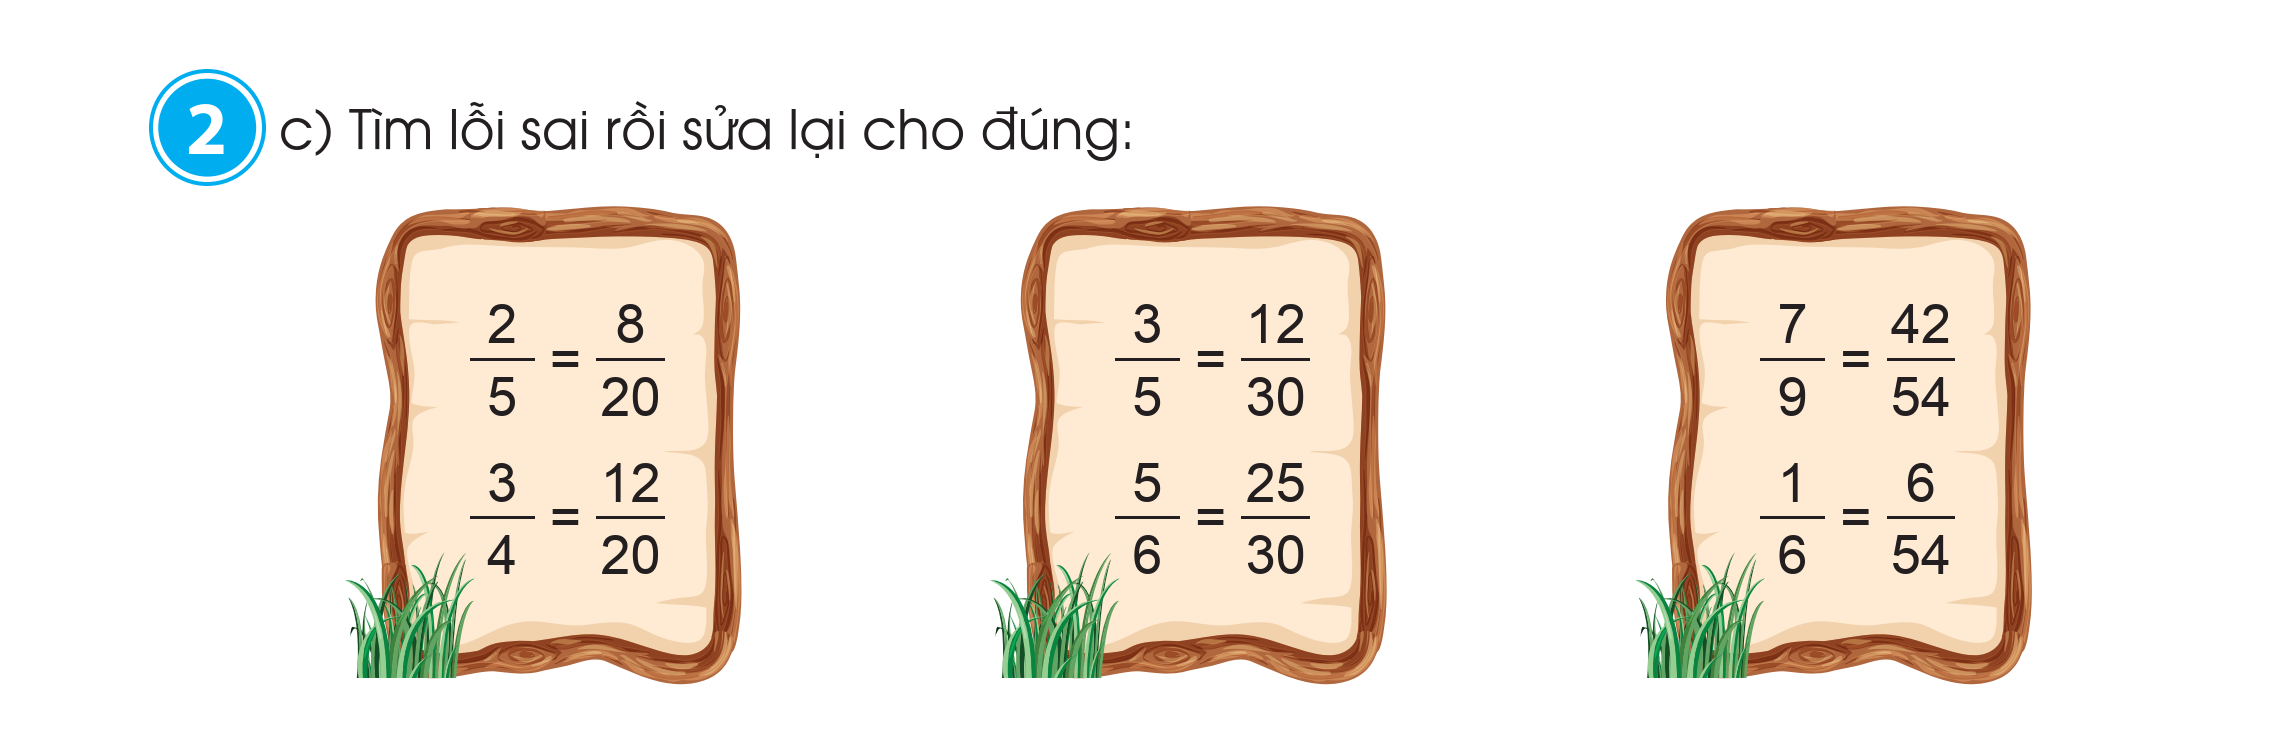 2 c) Tìm lỗi sai rồi sửa lại cho đúng:
2/5 = 8/20
3/4 = 12/20
3/5 = 12/30
5/6 = 25/30
7/9 = 42/54
1/6 = 6/54